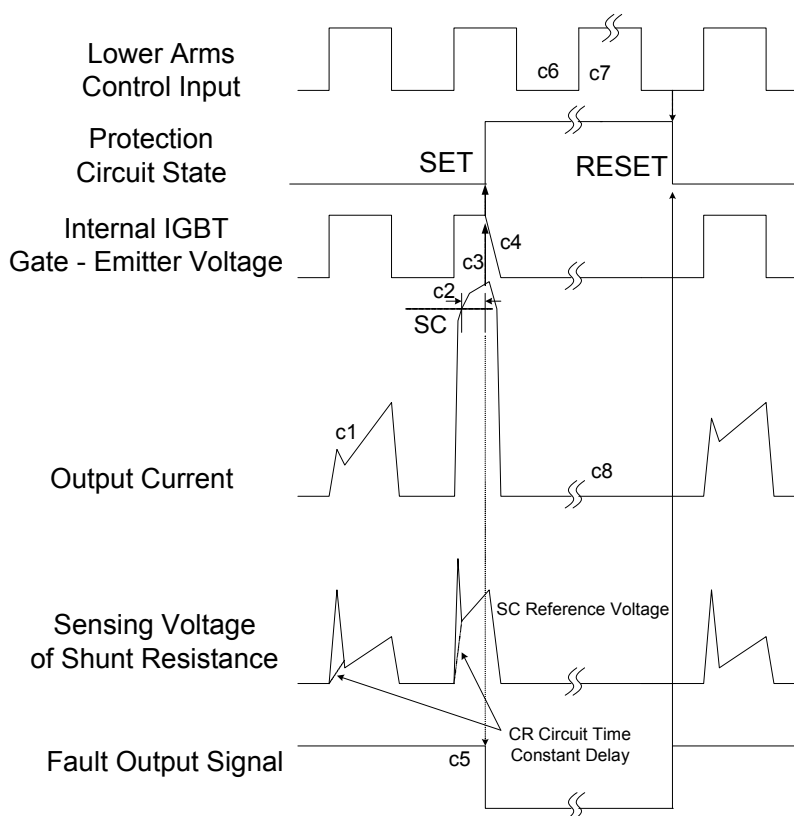 Lower Arms
Control Input
c6
c7
Protection
Circuit State
SET
RESET
Internal IGBT
Gate - Emitter Voltage
c4
c3
c2
SC
c1
Output Current
c8
SC Reference Voltage
Sensing Voltage
of Shunt Resistance
CR Circuit Time
Constant Delay
Fault Output Signal
c5